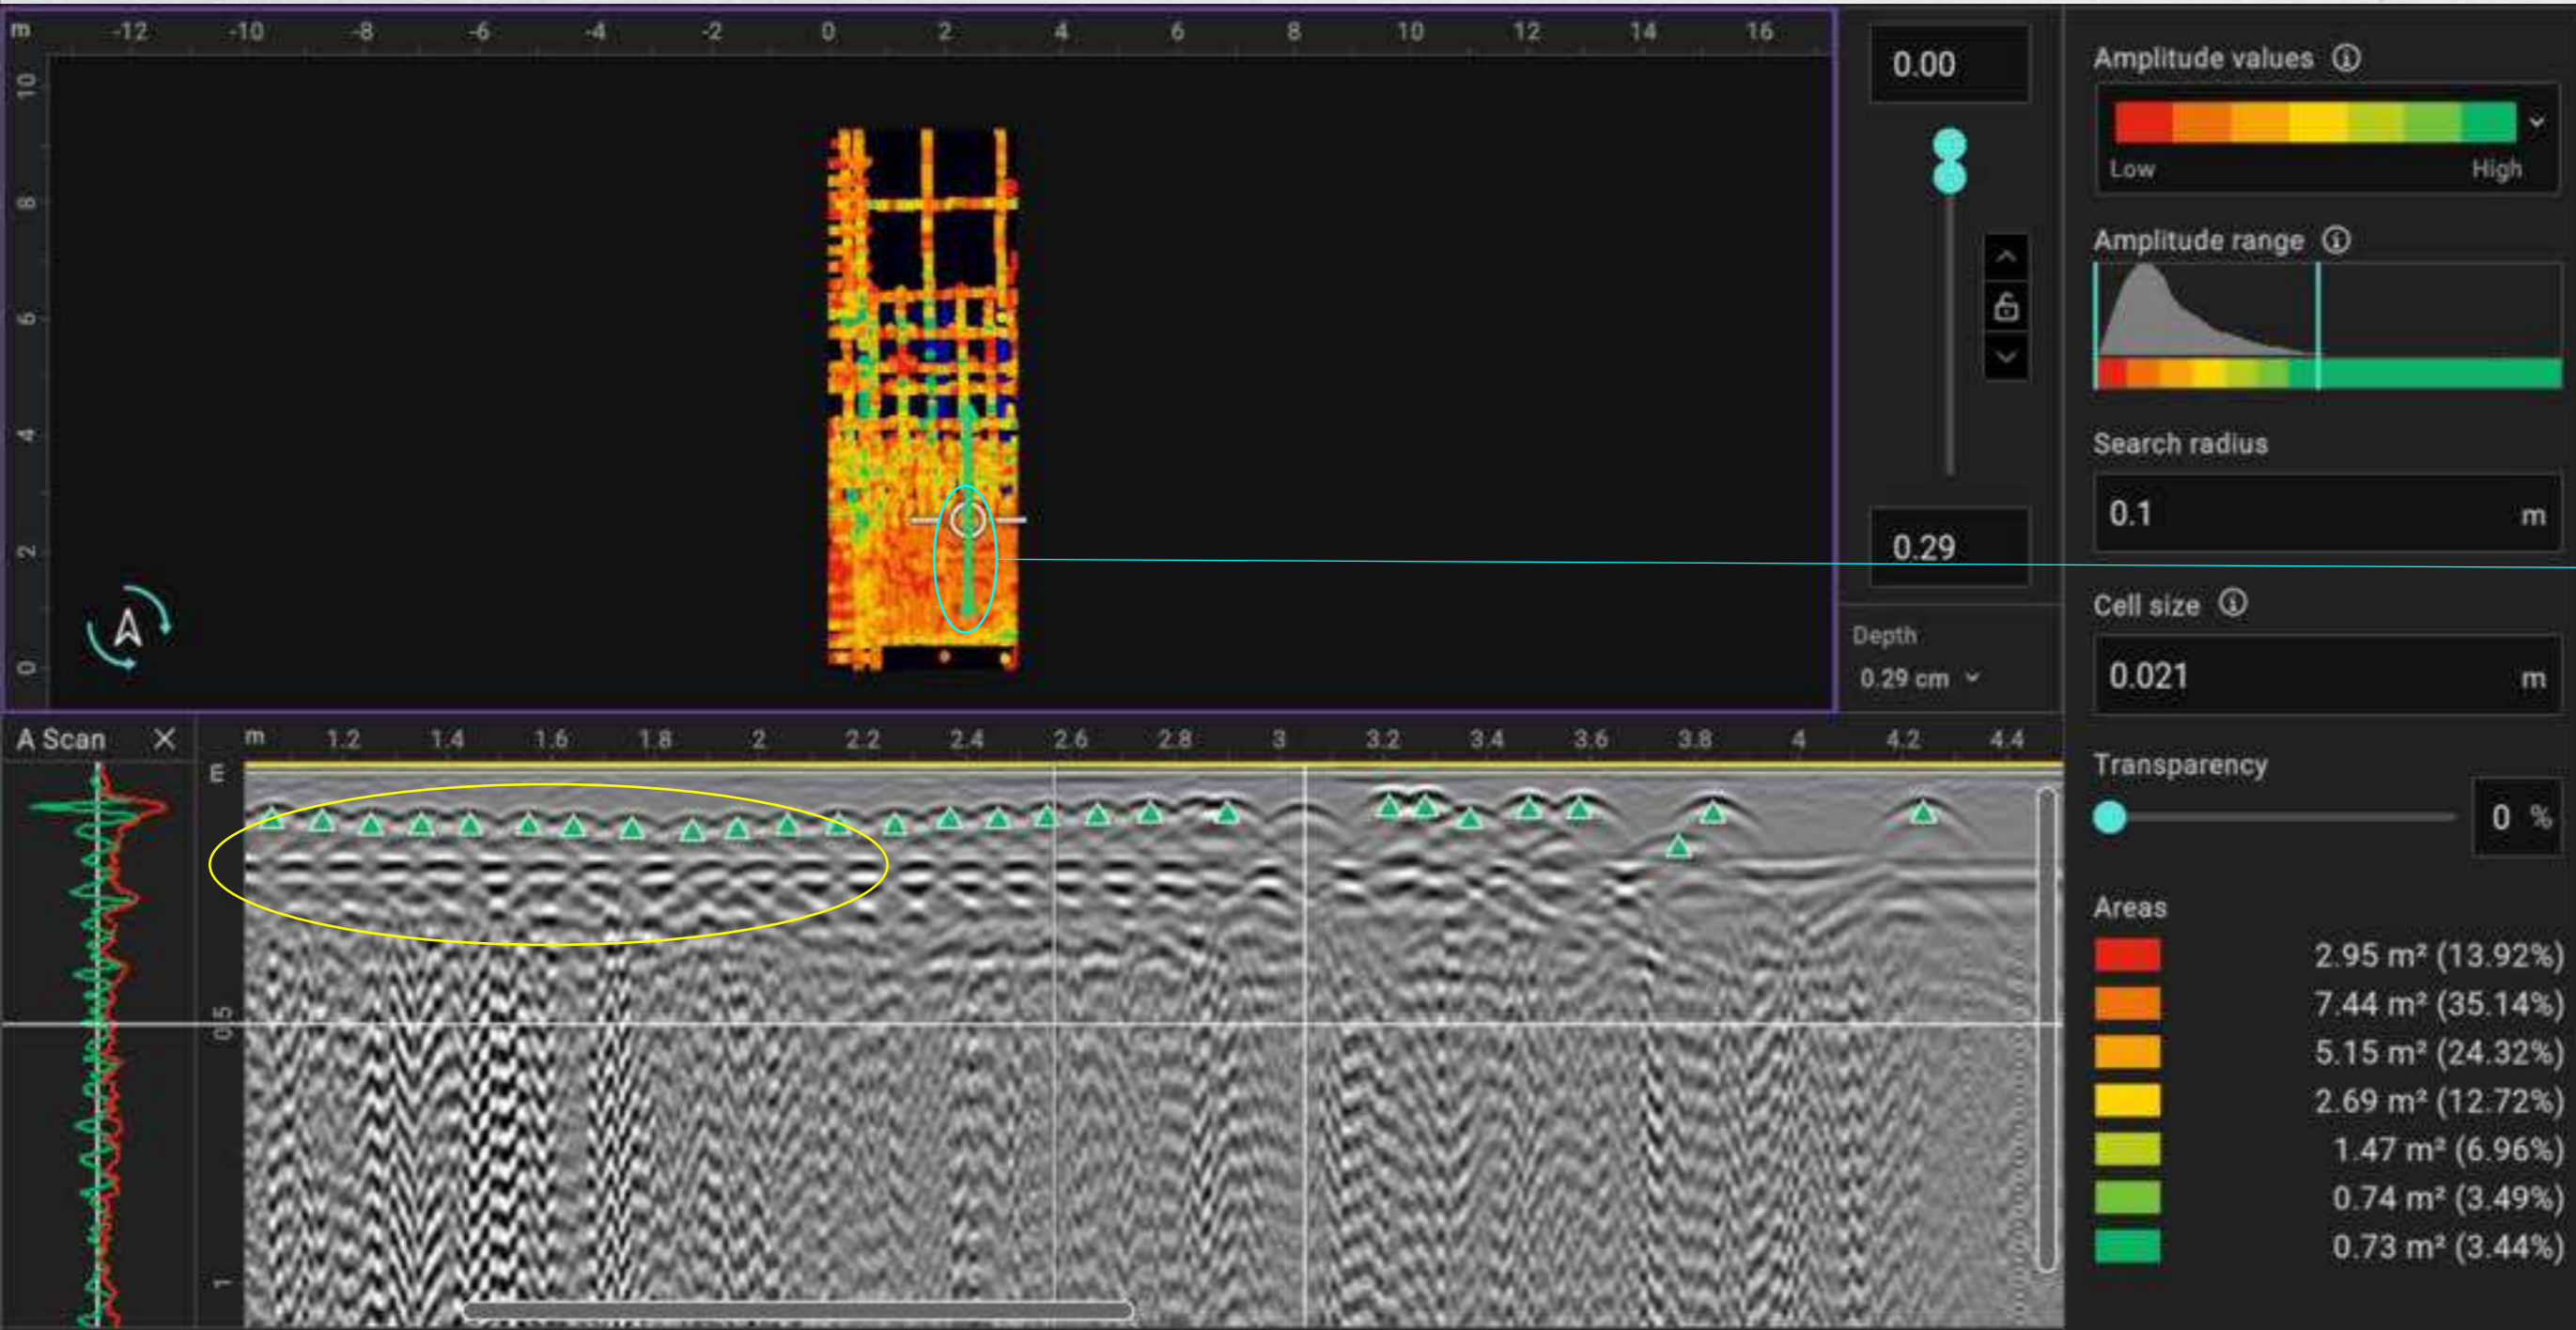 m -12 -10 -8 -6 -4 -2 0 2 4 6 8 10 12 14 16
10
8
6
4
2
0
0.00
0.29
Depth
0.29 cm
Amplitude values
Low High
Amplitude range
Search radius
0.1 m
Cell size
0.021 m
Transparency
0 %
Areas
2.95 m² (13.92%)
7.44 m² (35.14%)
5.15 m² (24.32%)
2.69 m² (12.72%)
1.47 m² (6.96%)
0.74 m² (3.49%)
0.73 m² (3.44%)
A Scan
m 1.2 1.4 1.6 1.8 2 2.2 2.4 2.6 2.8 3 3.2 3.4 3.6 3.8 4 4.2 4.4
m
0.5
1